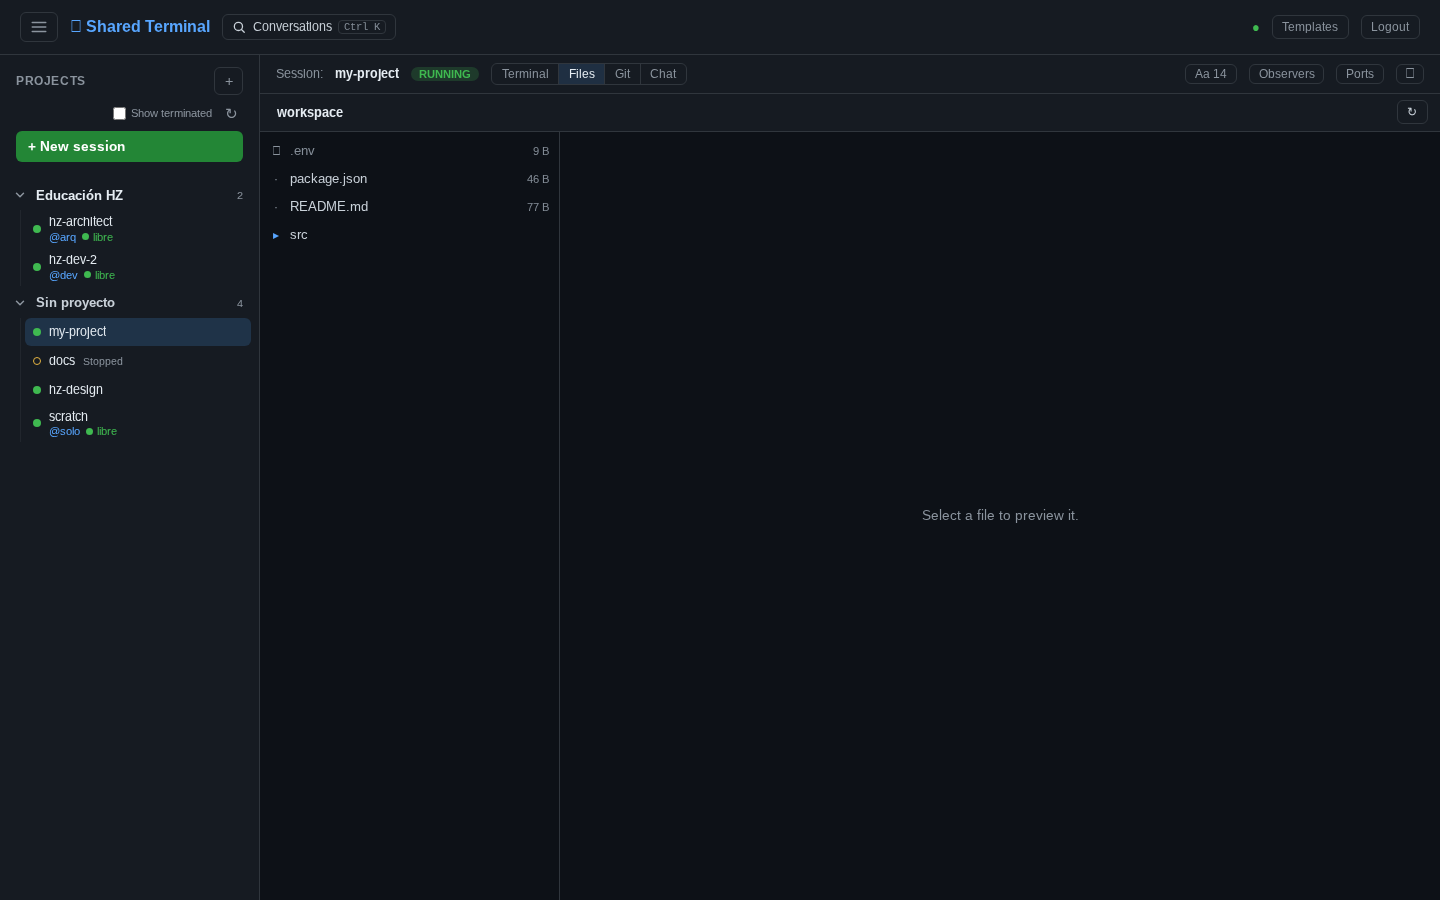 Shared Terminal
Conversations Ctrl K
Templates
Logout
PROJECTS
+
Show terminated
+ New session
Educación HZ 2
hz-architect
@arq libre
hz-dev-2
@dev libre
Sin proyecto 4
my-project
docs Stopped
hz-design
scratch
@solo libre
Session: my-project RUNNING Terminal Files Git Chat
Aa 14 Observers Ports
workspace
.env 9 B
package.json 46 B
README.md 77 B
src
Select a file to preview it.